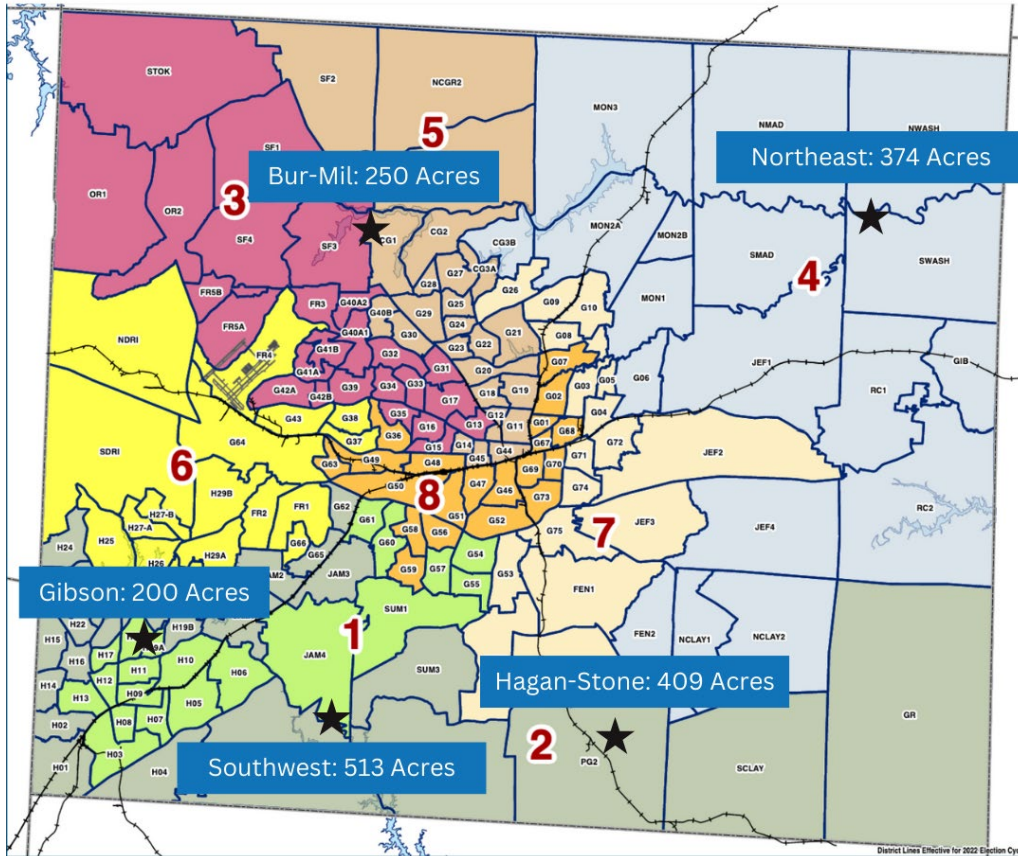 STOK
SF2
NCGR2
MON3
NMAD
NWASH
5
Northeast: 374 Acres
SF1
Bur-Mil: 250 Acres
OR1
OR2
3
SF4
SF3
CG1
CG2
CG3B
MON2A
MON2B
SMAD
SWASH
4
G27
CG3A
G26
G28
FR5B
FR3
G40A2
G40B
G29
G25
G09
G10
MON1
FR5A
G40A1
G30
G24
G21
G08
NDRI
FR4
G41B
G32
G23
G22
G07
JEF1
GIB
G41A
G31
G20
G03
G05
G06
RC1
G42A
G42B
G39
G34
G33
G17
G18
G19
G02
G04
G43
G38
G35
G16
G13
G12
G11
G01
G68
G37
G36
G15
G14
G44
G67
G72
JEF2
SDRI
6
G64
G63
G49
G48
G45
G69
G70
G71
G50
8
G47
G46
G73
G74
RC2
H29B
H27-B
H27-A
FR2
FR1
G62
G61
G51
G52
JEF3
JEF4
G58
G56
G75
7
H24
H25
H26
H29A
G66
G65
G60
G59
G57
G54
G55
G53
JAM3
FEN1
Gibson: 200 Acres
SUM1
H22
H19B
H15
H16
H17
H11
H10
1
JAM4
SUM3
FEN2
NCLAY1
NCLAY2
H14
H12
H06
H13
H09
H05
Hagan-Stone: 409 Acres
H02
H08
H07
H03
GR
2
PG2
SCLAY
H01
H04
Southwest: 513 Acres
District Lines Effective for 2022 Election Cyc